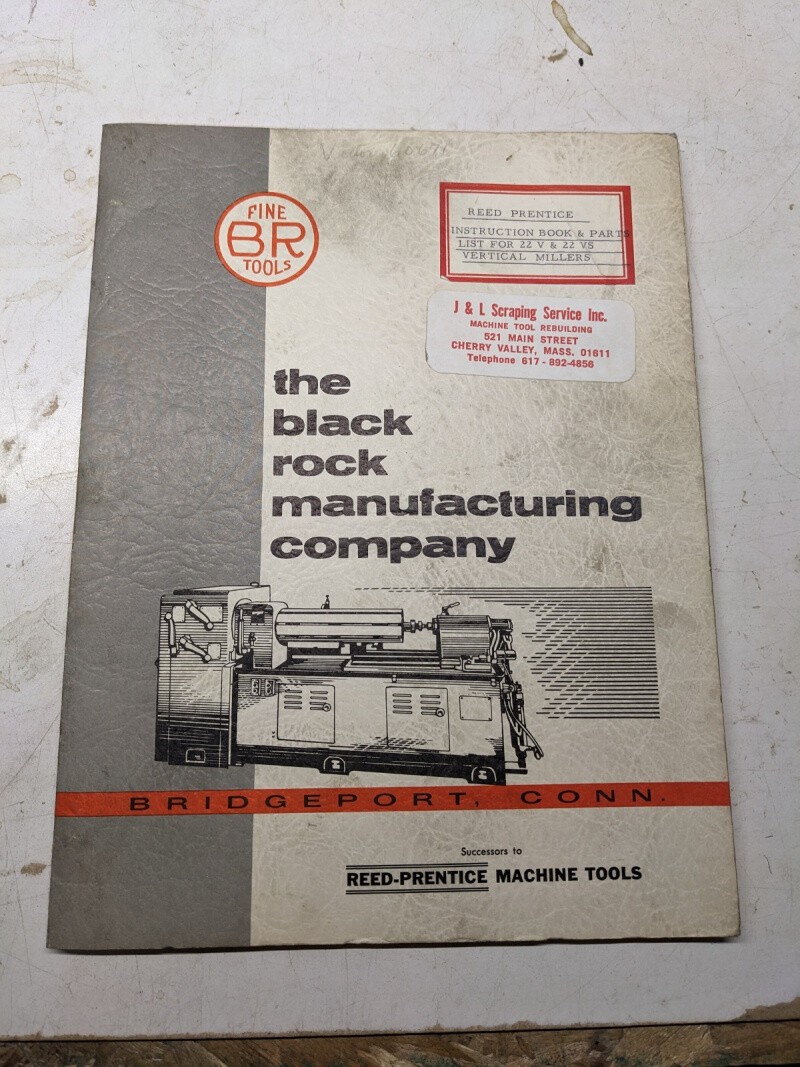 FINE
BR
TOOLS
REED PRENTICE
INSTRUCTION BOOK & PARTS
LIST FOR 22 V & 22 VS
VERTICAL MILLERS
J & L Scraping Service Inc.
MACHINE TOOL REBUILDING
521 MAIN STREET
CHERRY VALLEY, MASS. 01611
Telephone 617-892-4856
the
black
rock
manufacturing
company
BRIDGEPORT, CONN.
Successors to
REED-PRENTICE MACHINE TOOLS